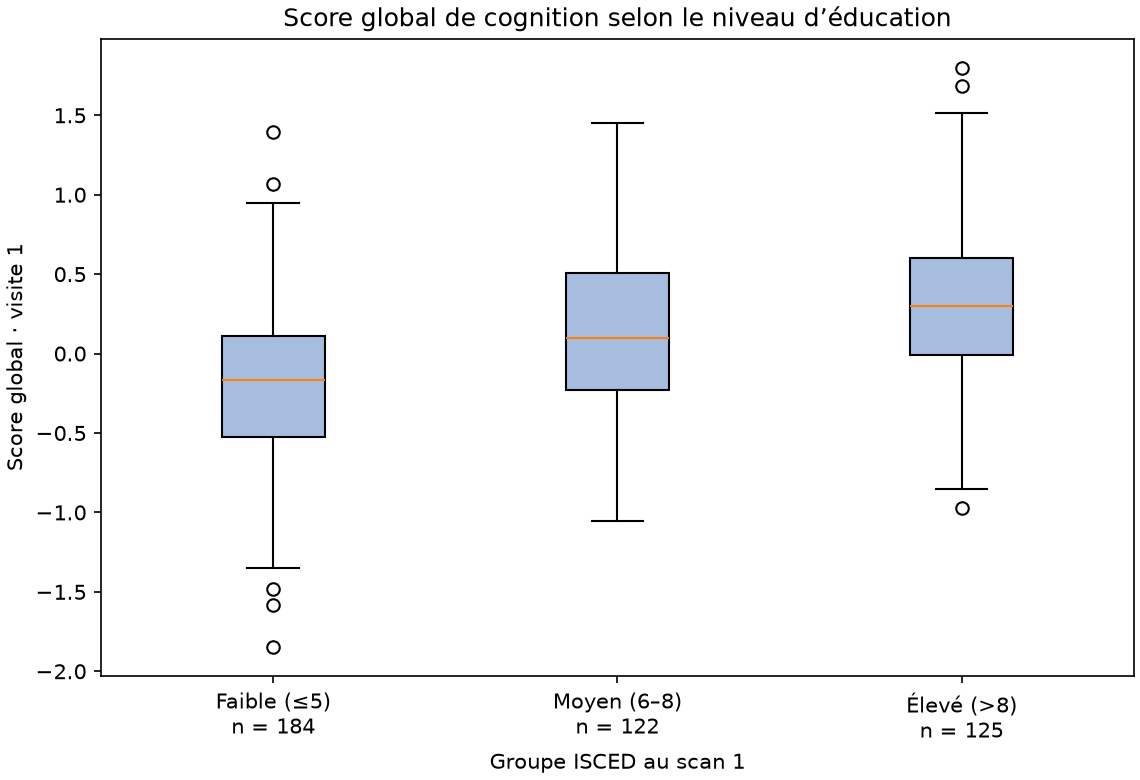 Score global de cognition selon le niveau d’éducation
Score global · visite 1
1.5
1.0
0.5
0.0
−0.5
−1.0
−1.5
−2.0
Faible (≤5)
n = 184
Moyen (6–8)
n = 122
Élevé (>8)
n = 125
Groupe ISCED au scan 1